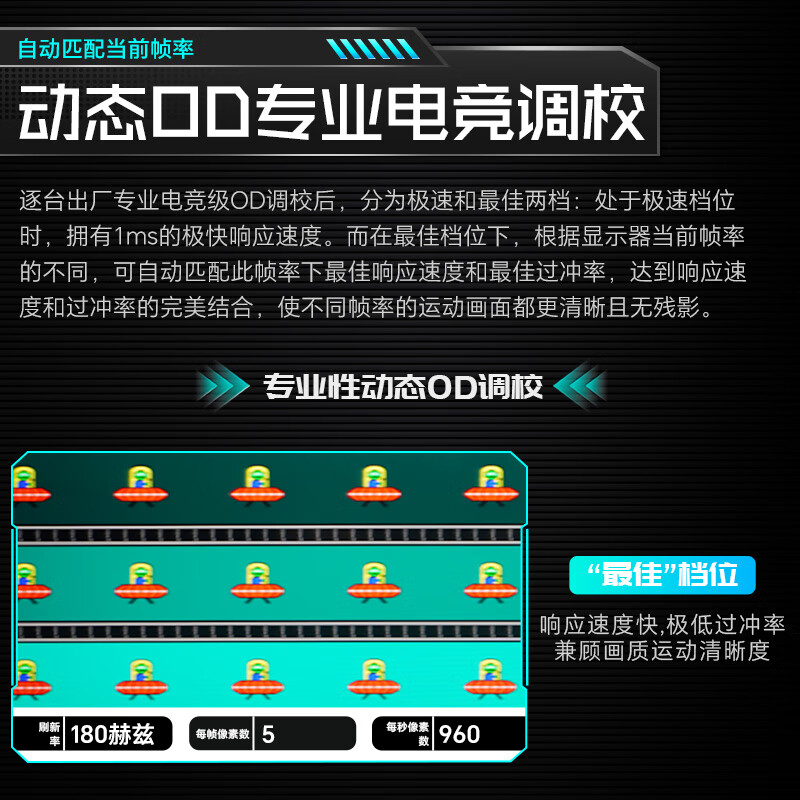 自动匹配当前帧率
动态OD专业电竞调校
逐台出厂专业电竞级OD调校后，分为极速和最佳两档：处于极速档位
时，拥有1ms的极快响应速度。而在最佳档位下，根据显示器当前帧率
的不同，可自动匹配此帧率下最佳响应速度和最佳过冲率，达到响应速
度和过冲率的完美结合，使不同帧率的运动画面都更清晰且无残影。
专业性动态OD调校
“最佳”档位
响应速度快,极低过冲率
兼顾画质运动清晰度
刷新
率
180赫兹
每帧像素数
5
每秒像素
数
960